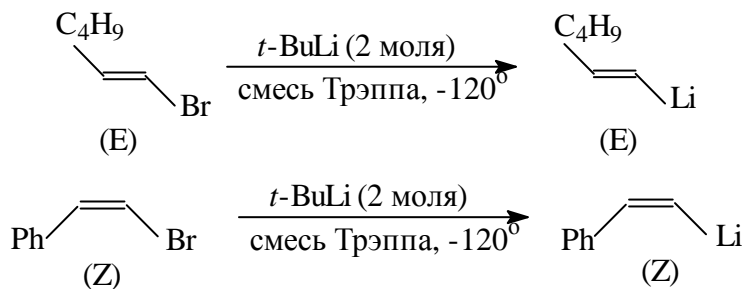 C₄H₉
Br
(E)
t-BuLi (2 моля)
смесь Трэппа, -120°
C₄H₉
Li
(E)
Ph
Br
(Z)
t-BuLi (2 моля)
смесь Трэппа, -120°
Ph
Li
(Z)